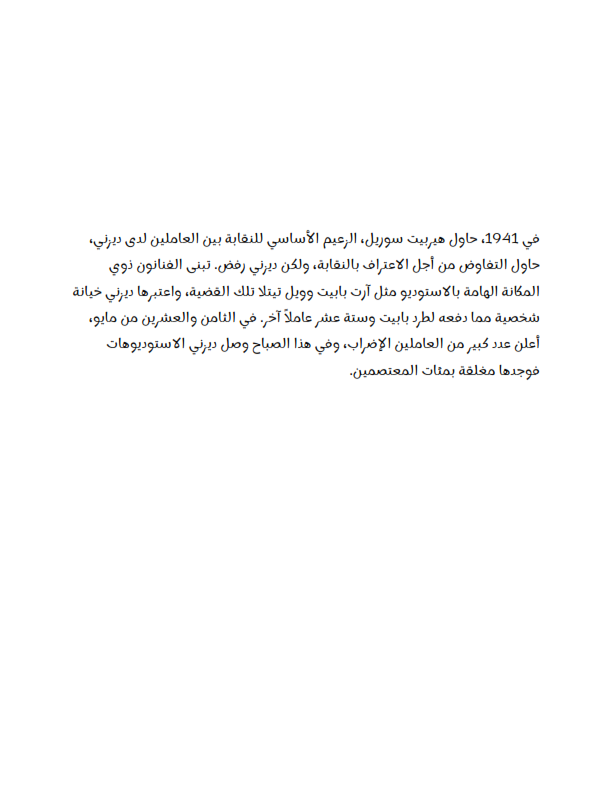 في 1941، حاول هيربيت سوريل، الزعيم الأساسي للنقابة بين العاملين لدى ديزني،
حاول التفاوض من أجل الاعتراف بالنقابة، ولكن ديزني رفض. تبنى الفنانون ذوي
المكانة الهامة بالاستوديو مثل آرت بابيت وويل تيتلا تلك القضية، واعتبرها ديزني خيانة
شخصية مما دفعه لطرد بابيت وستة عشر عاملاً آخر. في الثامن والعشرين من مايو،
أعلن عدد كبير من العاملين الإضراب، وفي هذا الصباح وصل ديزني الاستوديوهات
فوجدها مغلقة بمئات المعتصمين.